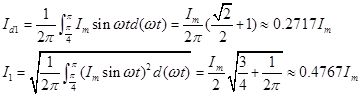 $I_{d1} = \frac{1}{2\pi} \int_{\frac{\pi}{4}}^{\pi} I_m \sin \omega t d(\omega t) = \frac{I_m}{2\pi} (\frac{\sqrt{2}}{2} + 1) \approx 0.2717 I_m$
$I_1 = \sqrt{\frac{1}{2\pi} \int_{\frac{\pi}{4}}^{\pi} (I_m \sin \omega t)^2 d(\omega t)} = \frac{I_m}{2} \sqrt{\frac{3}{4} + \frac{1}{2\pi}} \approx 0.4767 I_m$